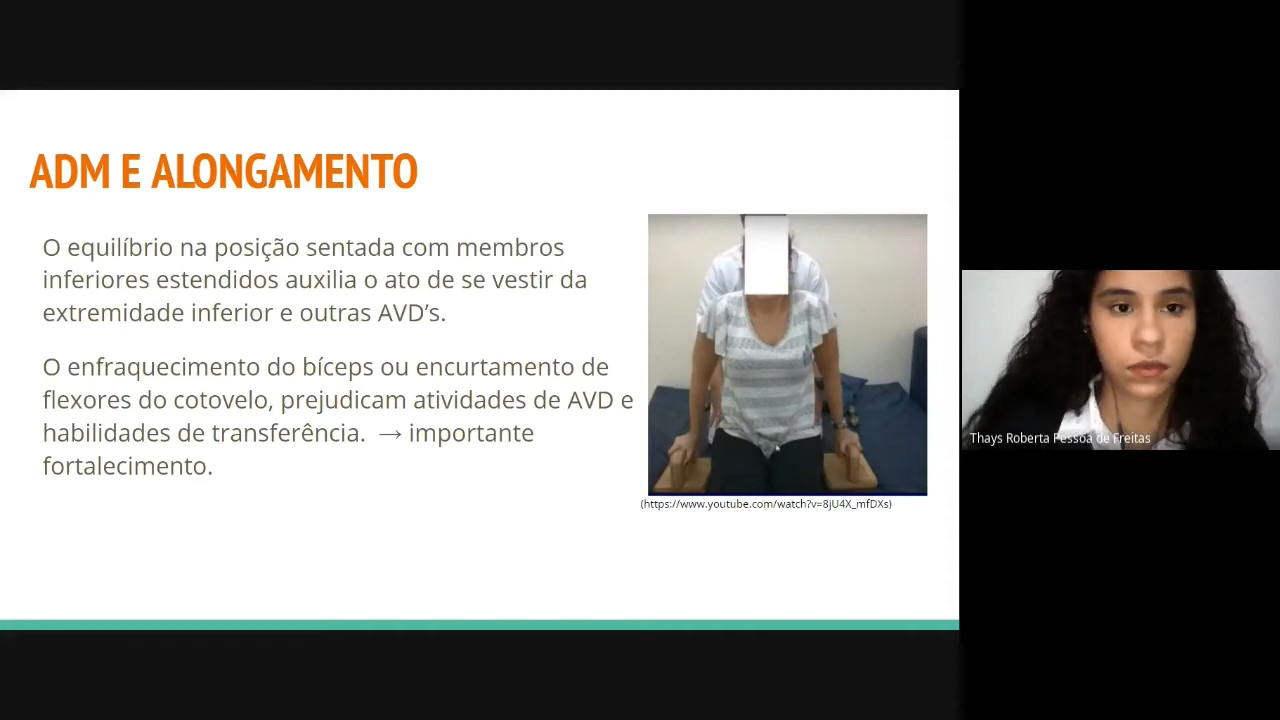 ADM E ALONGAMENTO
O equilíbrio na posição sentada com membros
inferiores estendidos auxilia o ato de se vestir da
extremidade inferior e outras AVD’s.
O enfraquecimento do bíceps ou encurtamento de
flexores do cotovelo, prejudicam atividades de AVD e
habilidades de transferência. → importante
fortalecimento.
(https://www.youtube.com/watch?v=8jU4X_mfDXs)
Thays Roberta Pessoa de Freitas